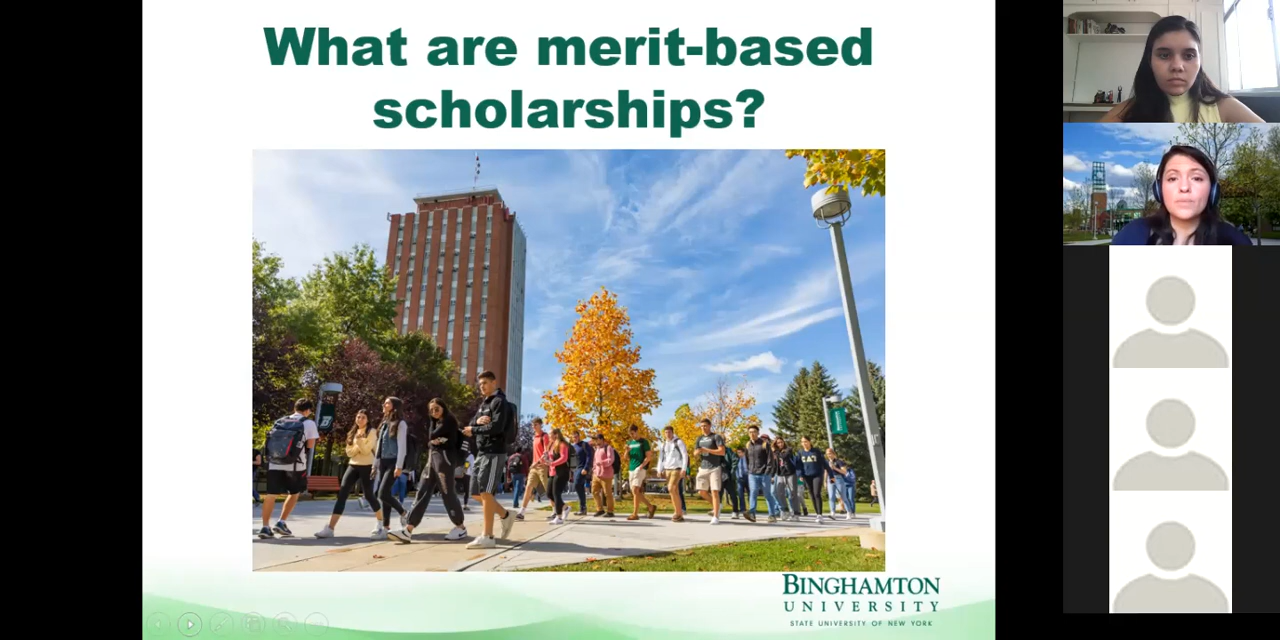 What are merit-based
scholarships?
BINGHAMTON
UNIVERSITY
STATE UNIVERSITY OF NEW YORK